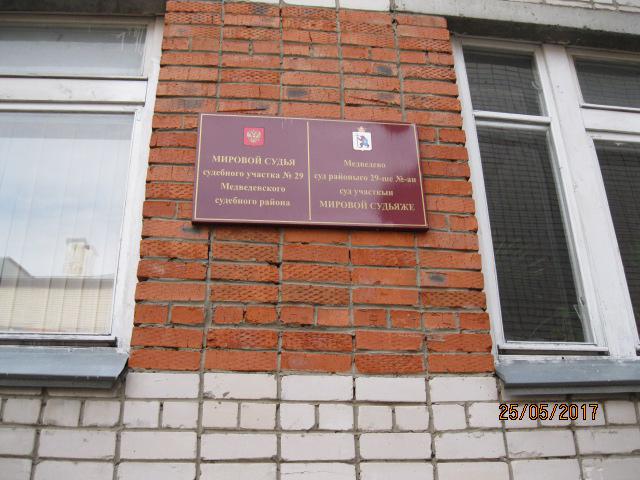 МИРОВОЙ СУДЬЯ
судебного участка № 29
Медведевского
судебного района
Медведево
суд районысо 29-ше №-ан
суд участкын
МИРОВОЙ СУДЬЯЖЕ
25/05/2017